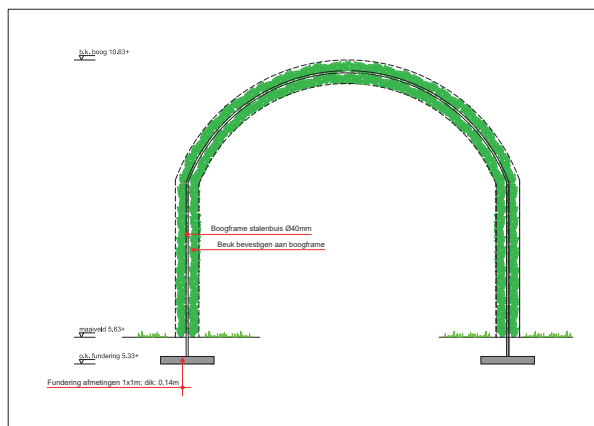 b.k. boog 10.63+
Boogframe stalenbuis Ø40mm
Beuk bevestigen aan boogframe
maaiveld 5,63+
o.k. fundering 5.33+
Fundering afmetingen 1x1m; dik: 0,14m